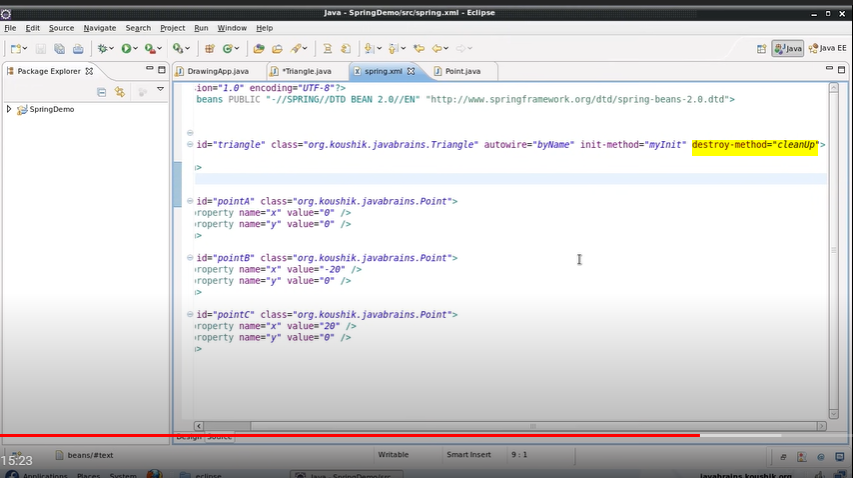 Java - SpringDemo/src/spring.xml - Eclipse
File Edit Source Navigate Search Project Run Window Help
Java Java EE
Package Explorer
DrawingApp.java *Triangle.java spring.xml Point.java
SpringDemo
ion="1.0" encoding="UTF-8"?>
beans PUBLIC "-//SPRING//DTD BEAN 2.0//EN" "http://www.springframework.org/dtd/spring-beans-2.0.dtd">
id="triangle" class="org.koushik.javabrains.Triangle" autowire="byName" init-method="myInit" destroy-method="cleanUp">
>
id="pointA" class="org.koushik.javabrains.Point">
roperty name="x" value="0" />
roperty name="y" value="0" />
>
id="pointB" class="org.koushik.javabrains.Point">
roperty name="x" value="-20" />
roperty name="y" value="0" />
>
id="pointC" class="org.koushik.javabrains.Point">
roperty name="x" value="20" />
roperty name="y" value="0" />
>
Design Source
beans/#text Writable Smart Insert 9 : 1
15:23
Applications Places System eclipse Java - SpringDemo/src javabrains.koushik.org